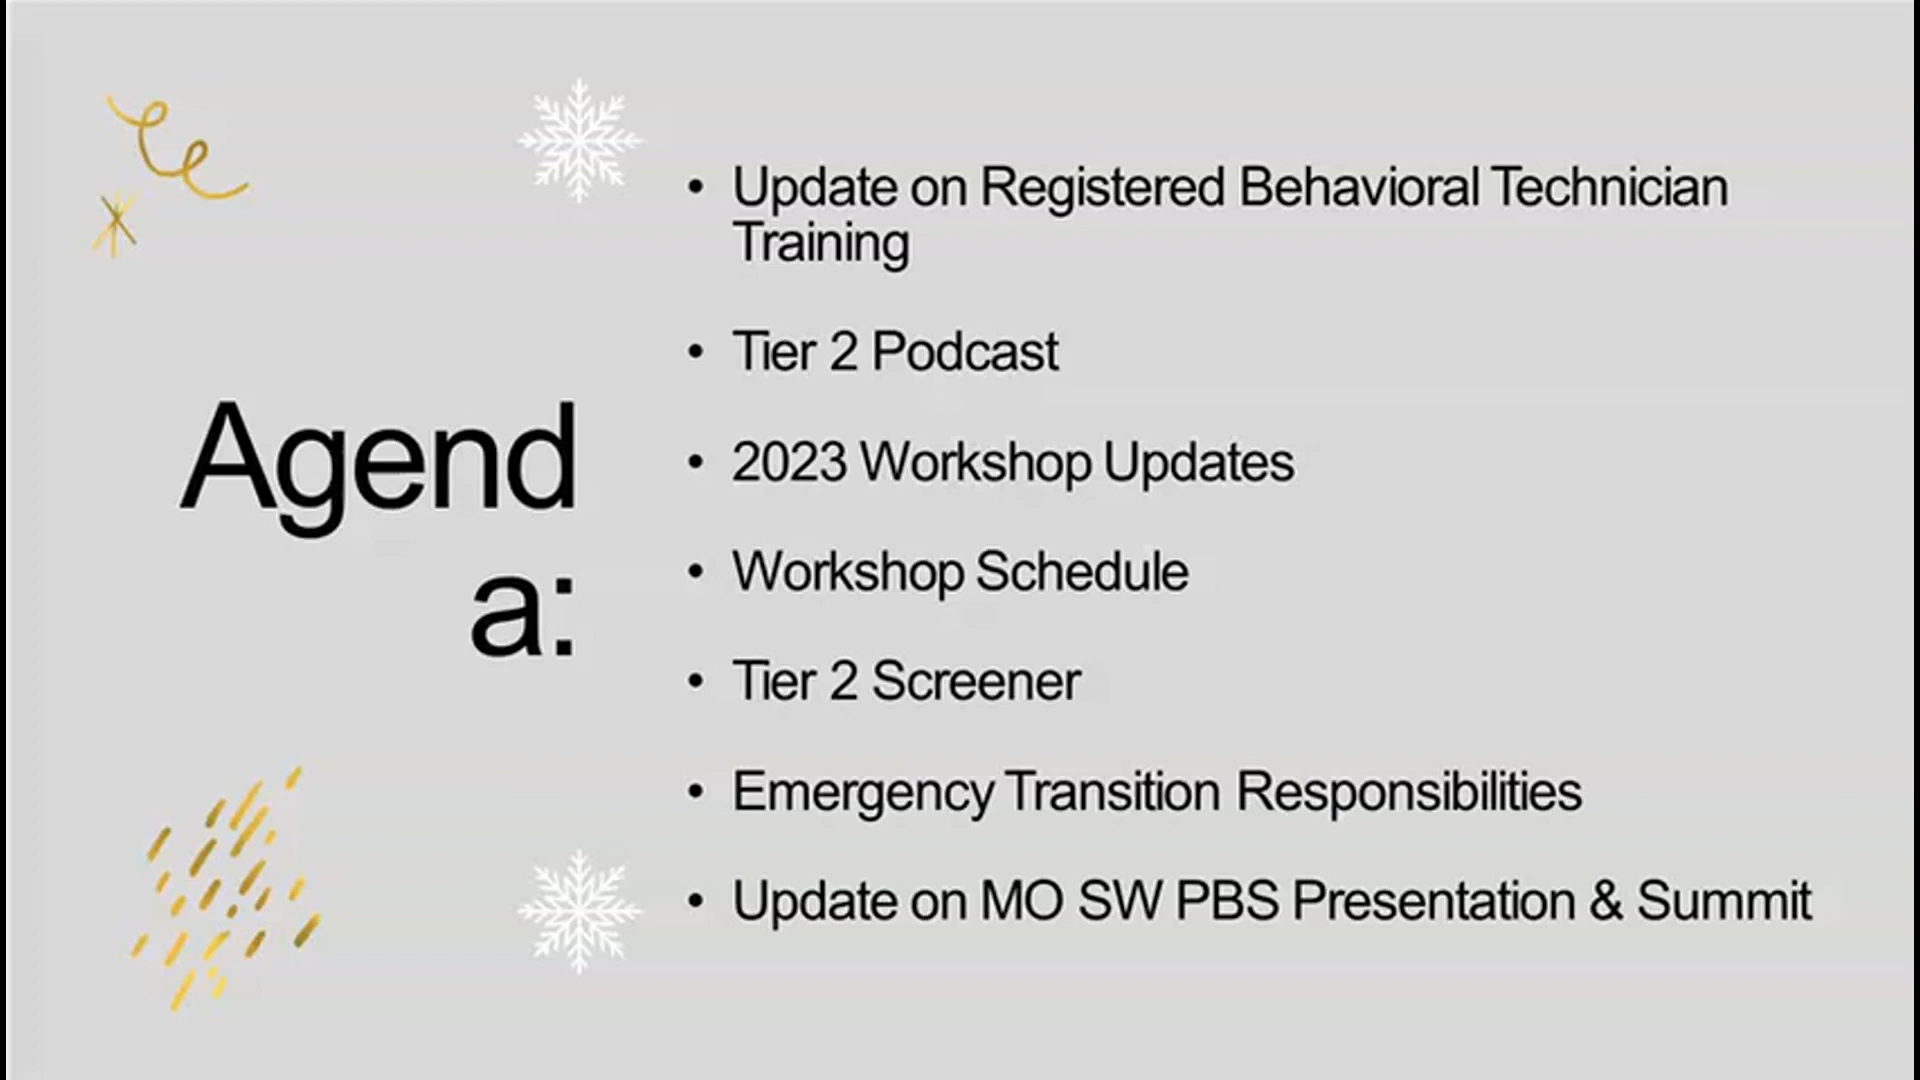 Agend
a:
• Update on Registered Behavioral Technician
Training
• Tier 2 Podcast
• 2023 Workshop Updates
• Workshop Schedule
• Tier 2 Screener
• Emergency Transition Responsibilities
• Update on MO SW PBS Presentation & Summit